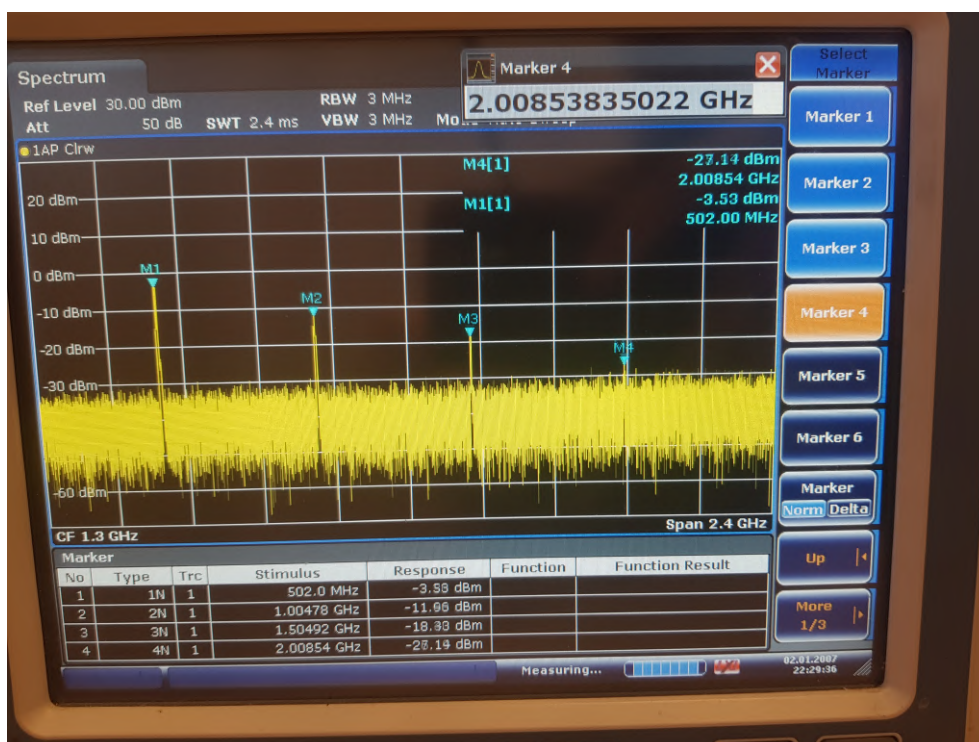 Spectrum
Marker 4
Select
Marker
Ref Level 30.00 dBm RBW 3 MHz
2.00853835022 GHz
Att 50 dB SWT 2.4 ms VBW 3 MHz
Marker 1
1AP Clrw
M4[1] dBm
2.00854 GHz
Marker 2
20 dBm
M1[1] -3.53 dBm
502.00 MHz
10 dBm
Marker 3
0 dBm
M1
M2
-10 dBm
M3
Marker 4
-20 dBm
M4
-30 dBm
Marker 5
Marker 6
-60 dBm
Marker
Norm Delta
CF 1.3 GHz Span 2.4 GHz
Marker
No Type Trc Stimulus Response Function Function Result
1 1N 1 502.0 MHz dBm
2 2N 1 1.00478 GHz dBm
3 3N 1 1.50492 GHz dBm
4 4N 1 2.00854 GHz dBm
Up
More
1/3
Measuring...
02.01.2007
22:29:36